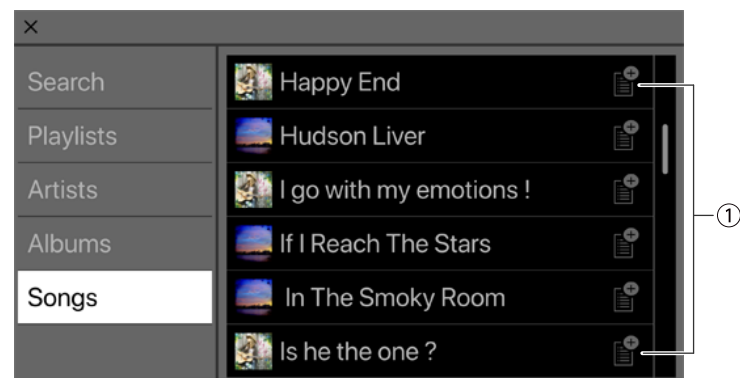 ×
Search
Playlists
Artists
Albums
Songs
Happy End
Hudson Liver
I go with my emotions !
If I Reach The Stars
In The Smoky Room
Is he the one ?
①